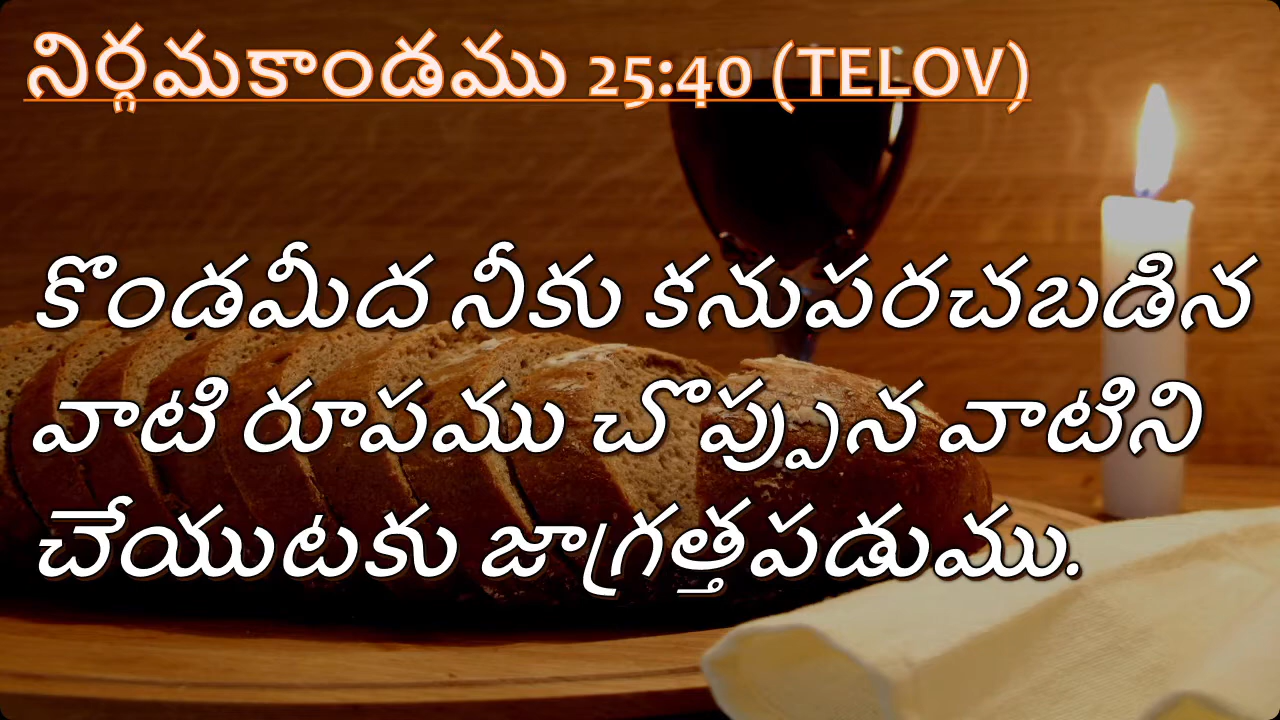 నిర్గమకాండము 25:40 (TELOV)
కొండమీద నీకు కనుపరచబడిన
వాటి రూపము చొప్పున వాటిని
చేయుటకు జాగ్రత్తపడుము.